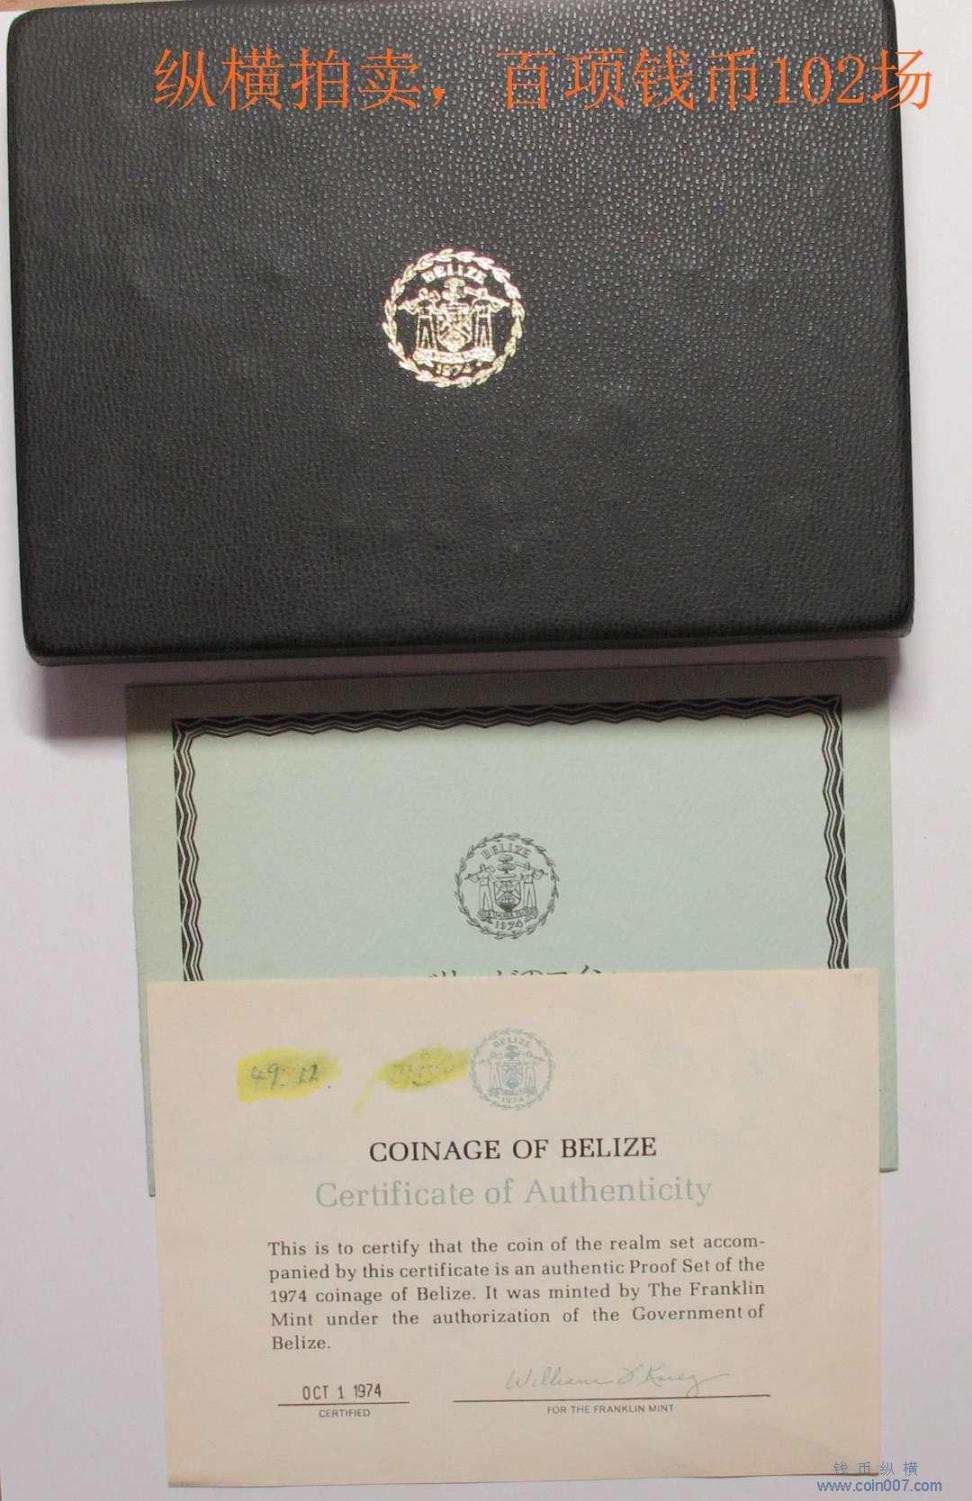 纵横拍卖，百项钱币102场
BELIZE
1974
BELIZE
1974
BELIZE
1974
49.
COINAGE OF BELIZE
Certificate of Authenticity
This is to certify that the coin of the realm set accom-
panied by this certificate is an authentic Proof Set of the
1974 coinage of Belize. It was minted by The Franklin
Mint under the authorization of the Government of
Belize.
OCT 1 1974
CERTIFIED
FOR THE FRANKLIN MINT
钱币纵横
www.coin007.com